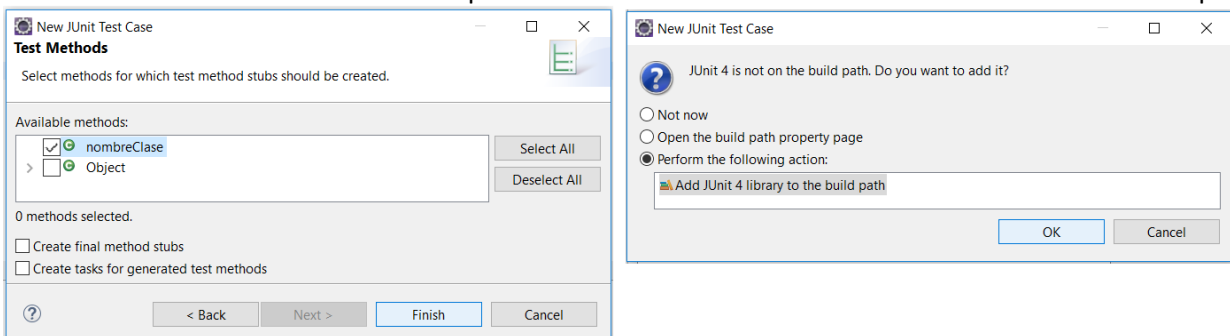 New JUnit Test Case
Test Methods
Select methods for which test method stubs should be created.
Available methods:
nombreClase
Object
Select All
Deselect All
0 methods selected.
Create final method stubs
Create tasks for generated test methods
< Back
Next >
Finish
Cancel
New JUnit Test Case
JUnit 4 is not on the build path. Do you want to add it?
Not now
Open the build path property page
Perform the following action:
Add JUnit 4 library to the build path
OK
Cancel